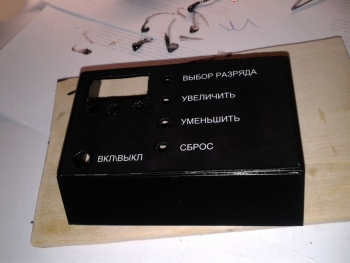 ВЫБОР РАЗРЯДА
УВЕЛИЧИТЬ
УМЕНЬШИТЬ
СБРОС
ВКЛ\ВЫКЛ